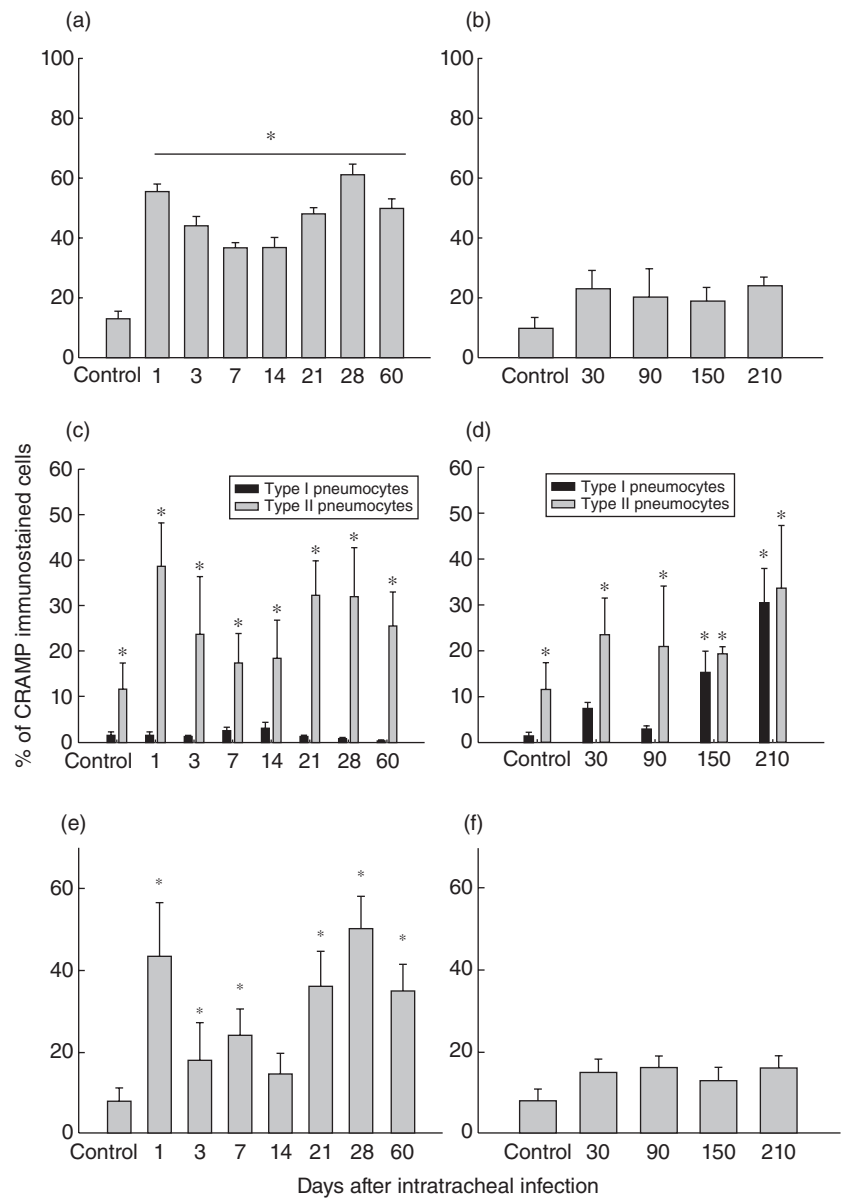 (a)
100
80
60
40
20
0
*
Control 1 3 7 14 21 28 60
(b)
100
80
60
40
20
0
Control 30 90 150 210
% of CRAMP immunostained cells
(c)
60
50
40
30
20
10
0
Type I pneumocytes
Type II pneumocytes
* * * * * * * *
Control 1 3 7 14 21 28 60
(d)
60
50
40
30
20
10
0
Type I pneumocytes
Type II pneumocytes
* * * * * * *
Control 30 90 150 210
(e)
60
40
20
0
* * * * * *
Control 1 3 7 14 21 28 60
(f)
60
40
20
0
Control 30 90 150 210
Days after intratracheal infection